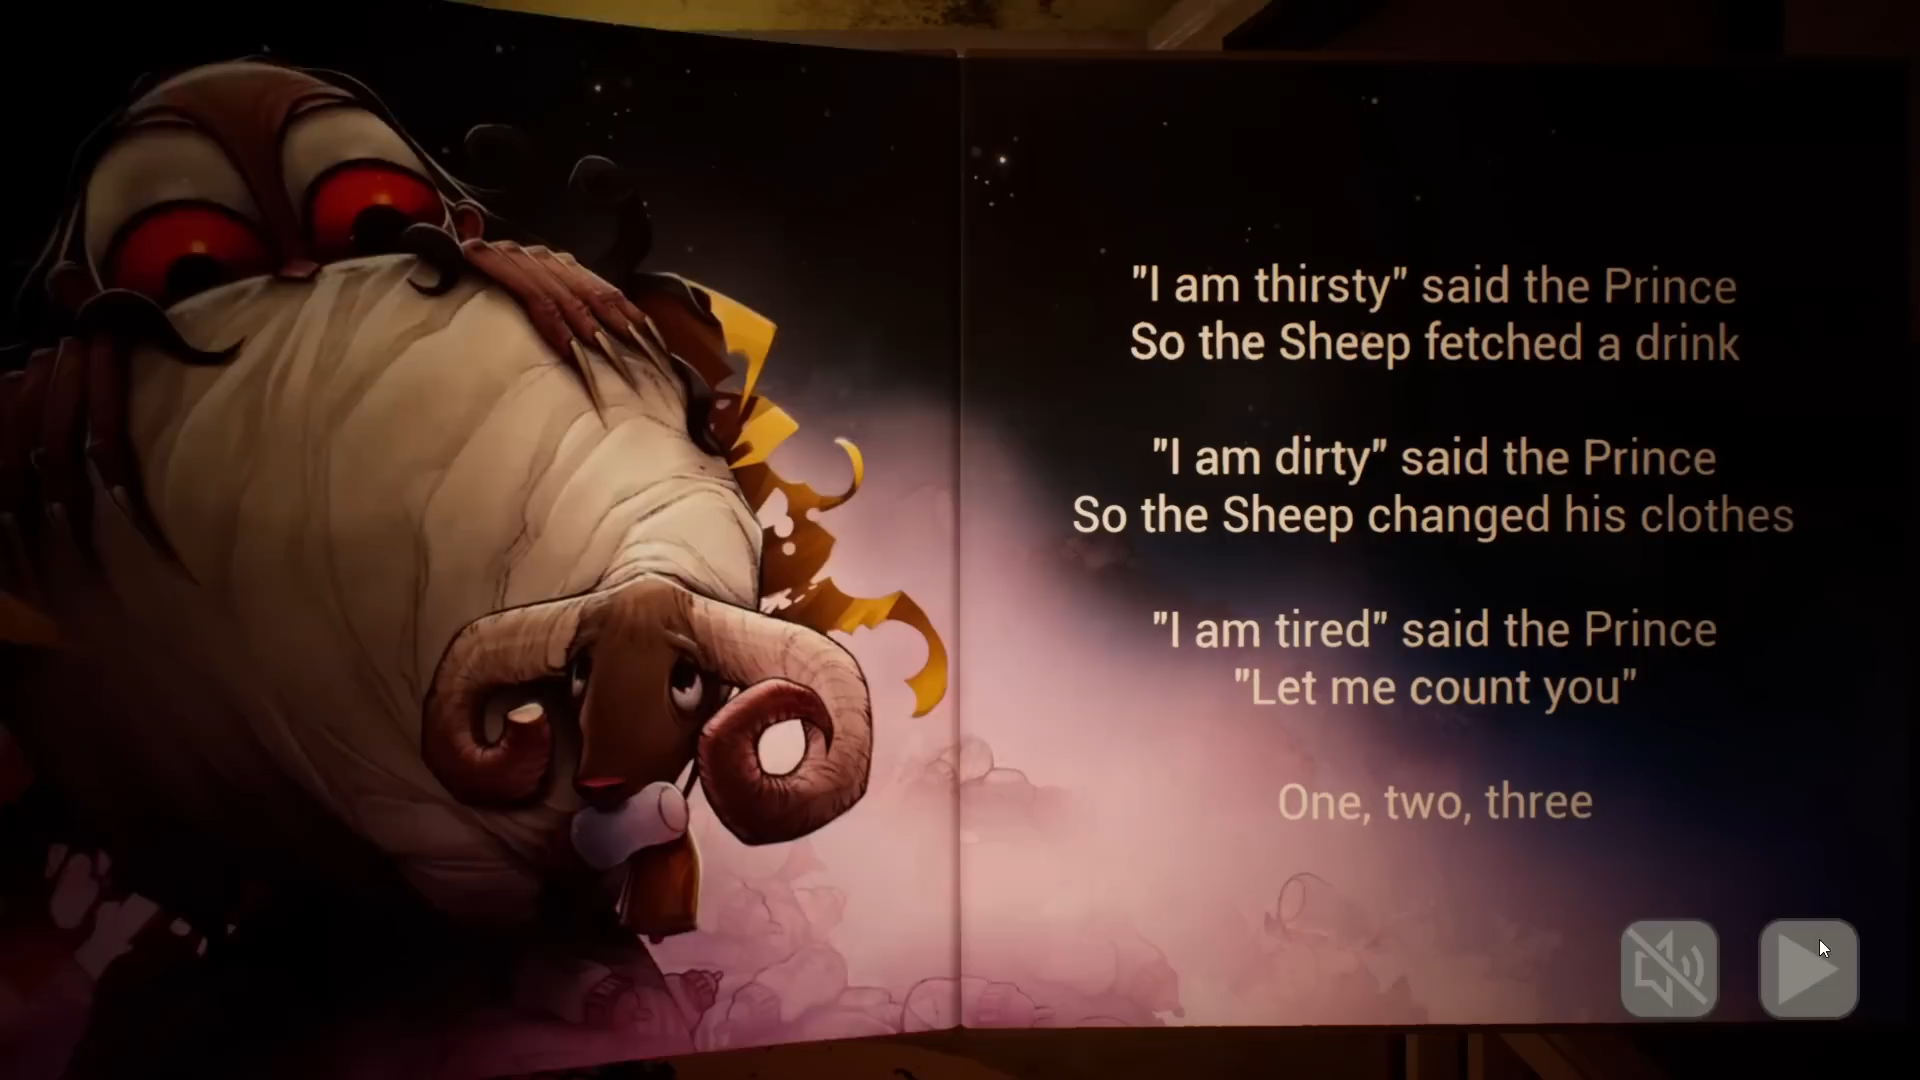 "I am thirsty" said the Prince
So the Sheep fetched a drink
"I am dirty" said the Prince
So the Sheep changed his clothes
"I am tired" said the Prince
"Let me count you"
One, two, three